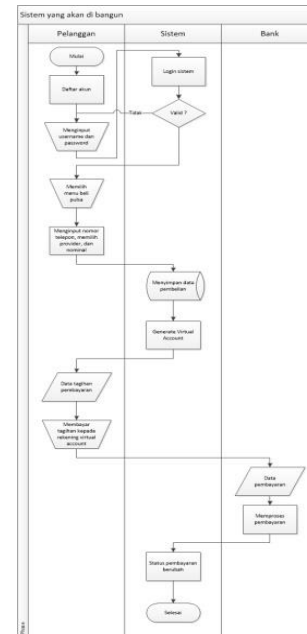 Sistem yang akan di bangun
Pelanggan
Sistem
Bank
Mulai
Login sistem
Daftar akun
Tidak
Valid ?
Menginput
username dan
password
Memilih
menu beli
pulsa
Menginput nomor
telepon, memilih
provider, dan
nominal
Menyimpan data
pembelian
Generate Virtual
Account
Data tagihan
pembayaran
Membayar
tagihan kepada
rekening virtual
account
Data
pembayaran
Memproses
pembayaran
Status pembayaran
berubah
Selesai
Phase